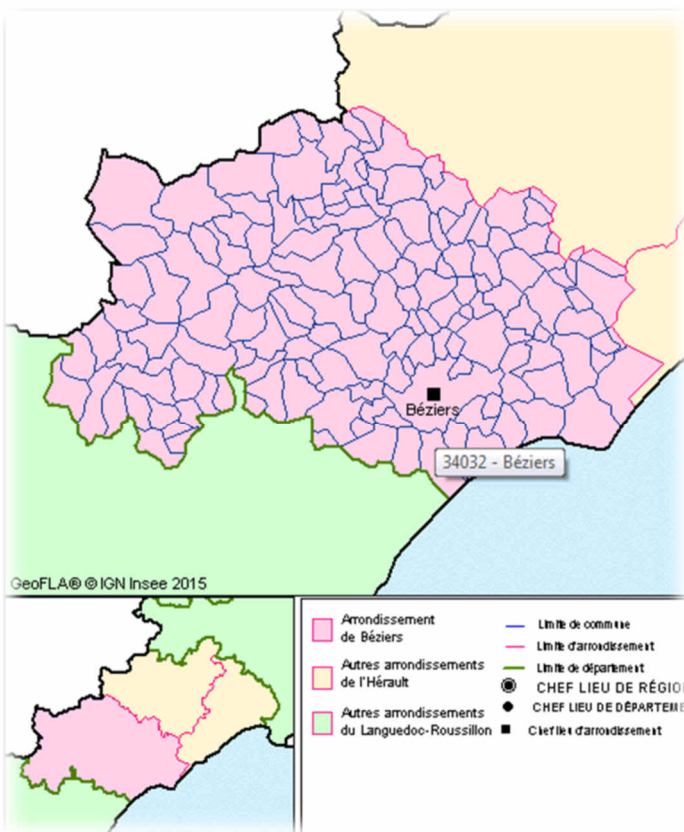 Béziers
34032 - Béziers
GeoFLA® © IGN Insee 2015
Arrondissement
de Béziers
Autres arrondissements
de l'Hérault
Autres arrondissements
du Languedoc-Roussillon
Limite de commune
Limite d'arrondissement
Limite de département
CHEF LIEU DE RÉGIO
CHEF LIEU DE DÉPARTEME
Chef lieu d'arrondissement